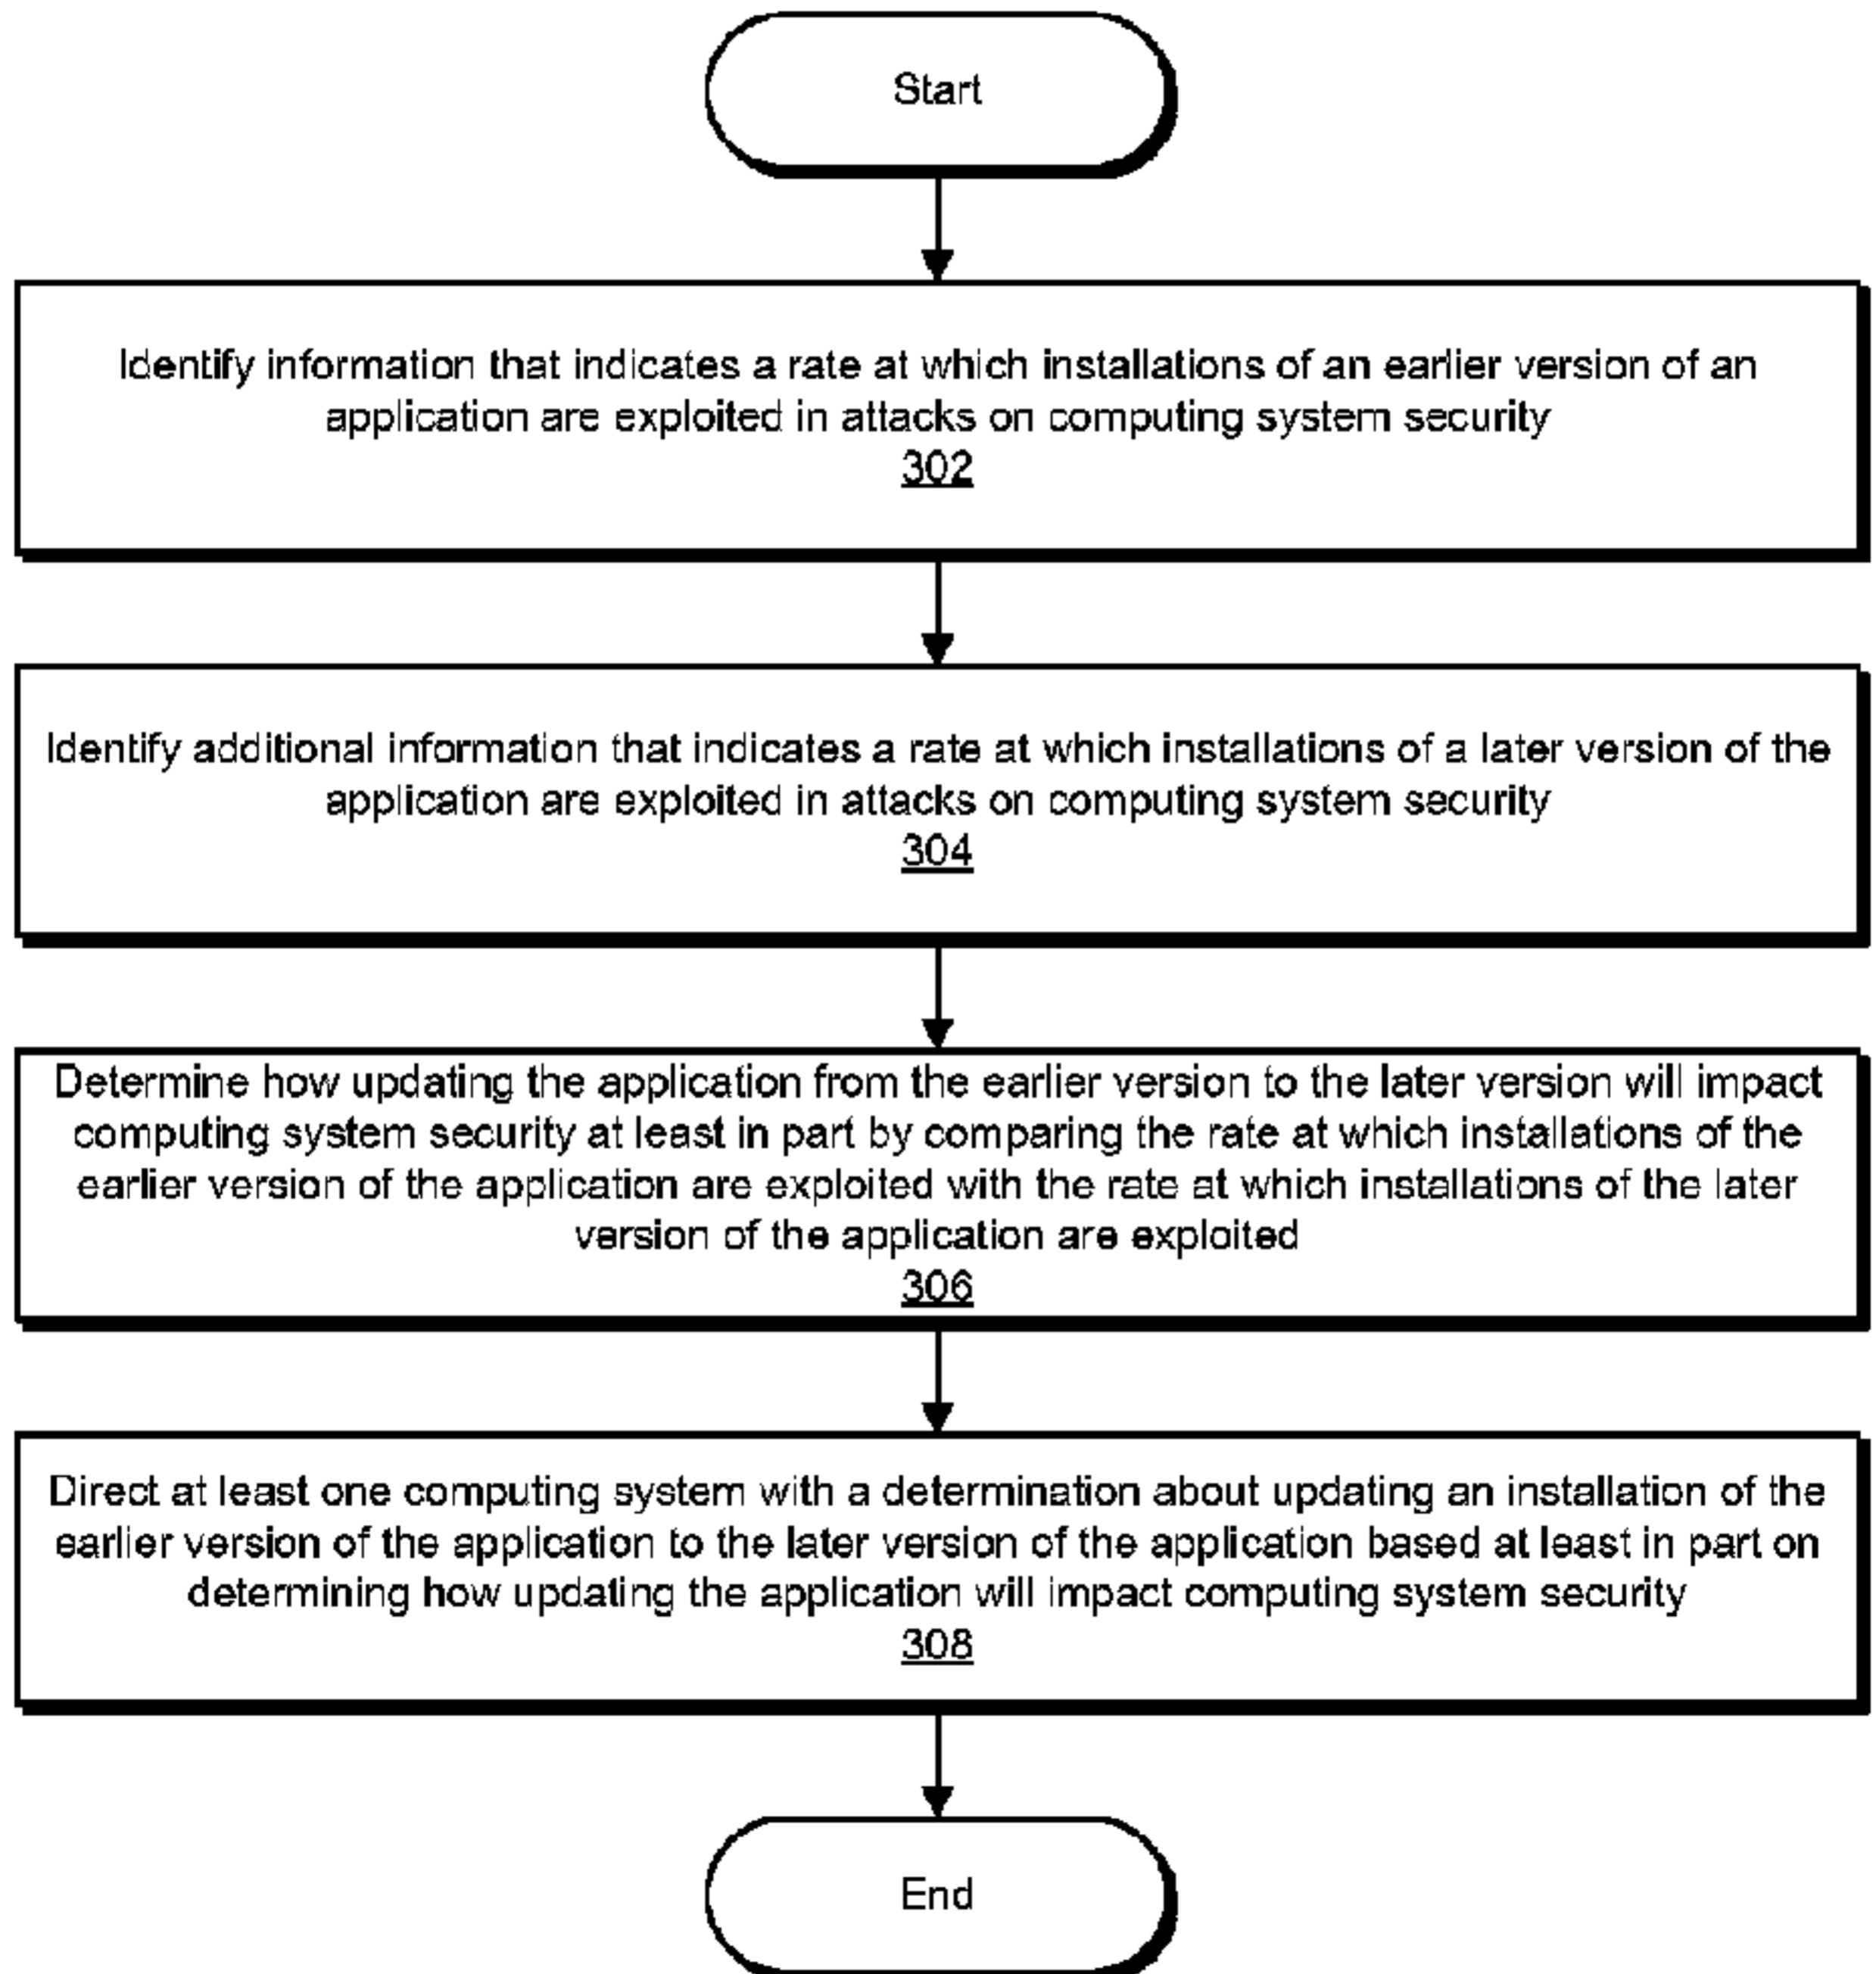 Start
Identify information that indicates a rate at which installations of an earlier version of an
application are exploited in attacks on computing system security
302
Identify additional information that indicates a rate at which installations of a later version of the
application are exploited in attacks on computing system security
304
Determine how updating the application from the earlier version to the later version will impact
computing system security at least in part by comparing the rate at which installations of the
earlier version of the application are exploited with the rate at which installations of the later
version of the application are exploited
306
Direct at least one computing system with a determination about updating an installation of the
earlier version of the application to the later version of the application based at least in part on
determining how updating the application will impact computing system security
308
End